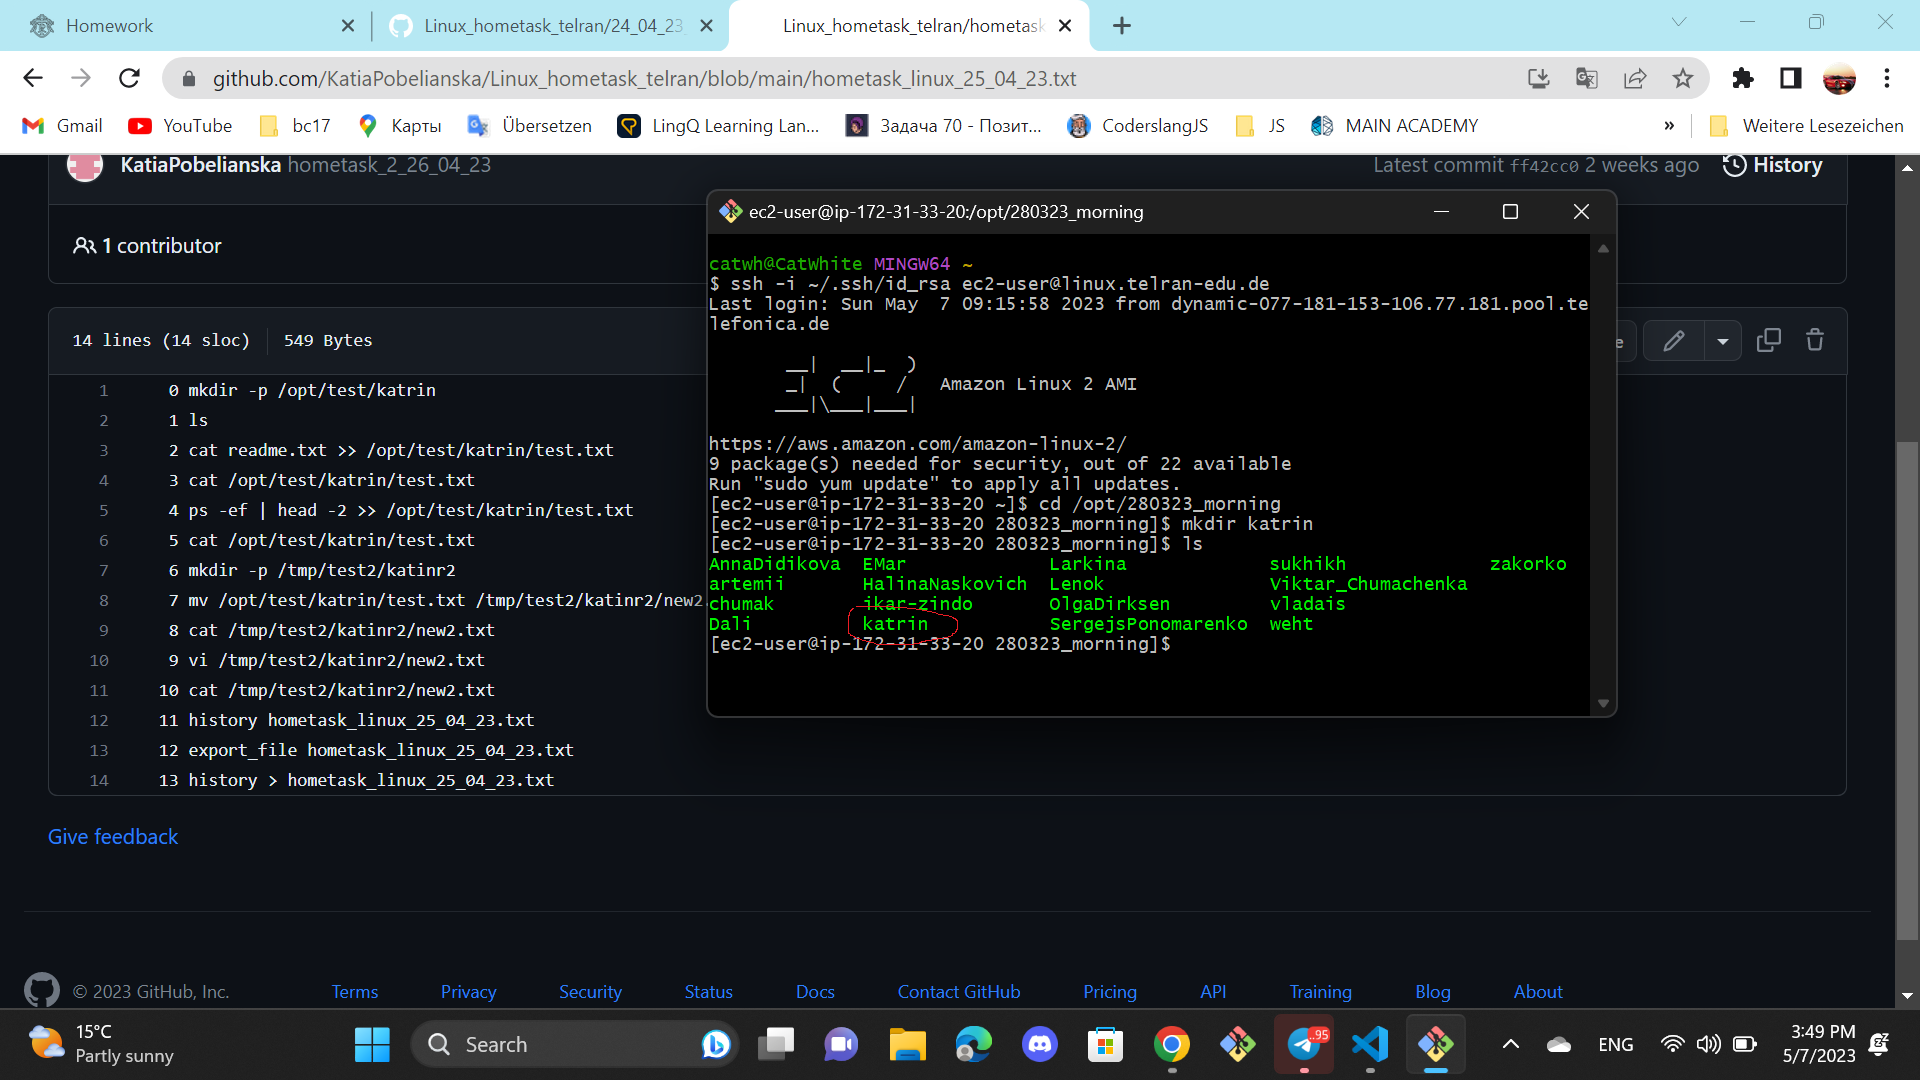 Homework
Linux_hometask_telran/24_04_23
Linux_hometask_telran/hometask
github.com/KatiaPobelianska/Linux_hometask_telran/blob/main/hometask_linux_25_04_23.txt
Gmail YouTube bc17 Карты Übersetzen LingQ Learning Lan... Задача 70 - Позит... CoderslangJS JS MAIN ACADEMY » Weitere Lesezeichen
KatiaPobelianska hometask_2_26_04_23
Latest commit ff42cc0 2 weeks ago History
1 contributor
14 lines (14 sloc) 549 Bytes
1 0 mkdir -p /opt/test/katrin
2 1 ls
3 2 cat readme.txt >> /opt/test/katrin/test.txt
4 3 cat /opt/test/katrin/test.txt
5 4 ps -ef | head -2 >> /opt/test/katrin/test.txt
6 5 cat /opt/test/katrin/test.txt
7 6 mkdir -p /tmp/test2/katinr2
8 7 mv /opt/test/katrin/test.txt /tmp/test2/katinr2/new2
9 8 cat /tmp/test2/katinr2/new2.txt
10 9 vi /tmp/test2/katinr2/new2.txt
11 10 cat /tmp/test2/katinr2/new2.txt
12 11 history hometask_linux_25_04_23.txt
13 12 export_file hometask_linux_25_04_23.txt
14 13 history > hometask_linux_25_04_23.txt
ec2-user@ip-172-31-33-20:/opt/280323_morning
catwh@CatWhite MINGW64 ~
$ ssh -i ~/.ssh/id_rsa ec2-user@linux.telran-edu.de
Last login: Sun May  7 09:15:58 2023 from dynamic-077-181-153-106.77.181.pool.te
lefonica.de
__|  __|_  )
_|  (     /   Amazon Linux 2 AMI
___|\___|___|
https://aws.amazon.com/amazon-linux-2/
9 package(s) needed for security, out of 22 available
Run "sudo yum update" to apply all updates.
[ec2-user@ip-172-31-33-20 ~]$ cd /opt/280323_morning
[ec2-user@ip-172-31-33-20 280323_morning]$ mkdir katrin
[ec2-user@ip-172-31-33-20 280323_morning]$ ls
AnnaDidikova EMar Larkina sukhikh zakorko
artemii HalinaNaskovich Lenok Viktar_Chumachenka
chumak ikar-zindo OlgaDirksen vladais
Dali katrin SergejsPonomarenko weht
[ec2-user@ip-172-31-33-20 280323_morning]$
Give feedback
© 2023 GitHub, Inc. Terms Privacy Security Status Docs Contact GitHub Pricing API Training Blog About
15°C
Partly sunny
Search
..95
ENG
3:49 PM
5/7/2023